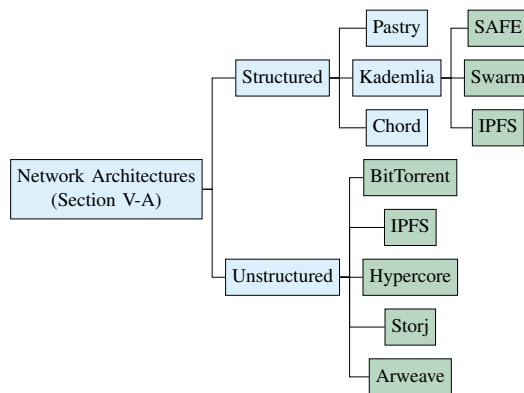 Network Architectures
(Section V-A)
Structured
Pastry
Kademlia
SAFE
Swarm
IPFS
Chord
Unstructured
BitTorrent
IPFS
Hypercore
Storj
Arweave